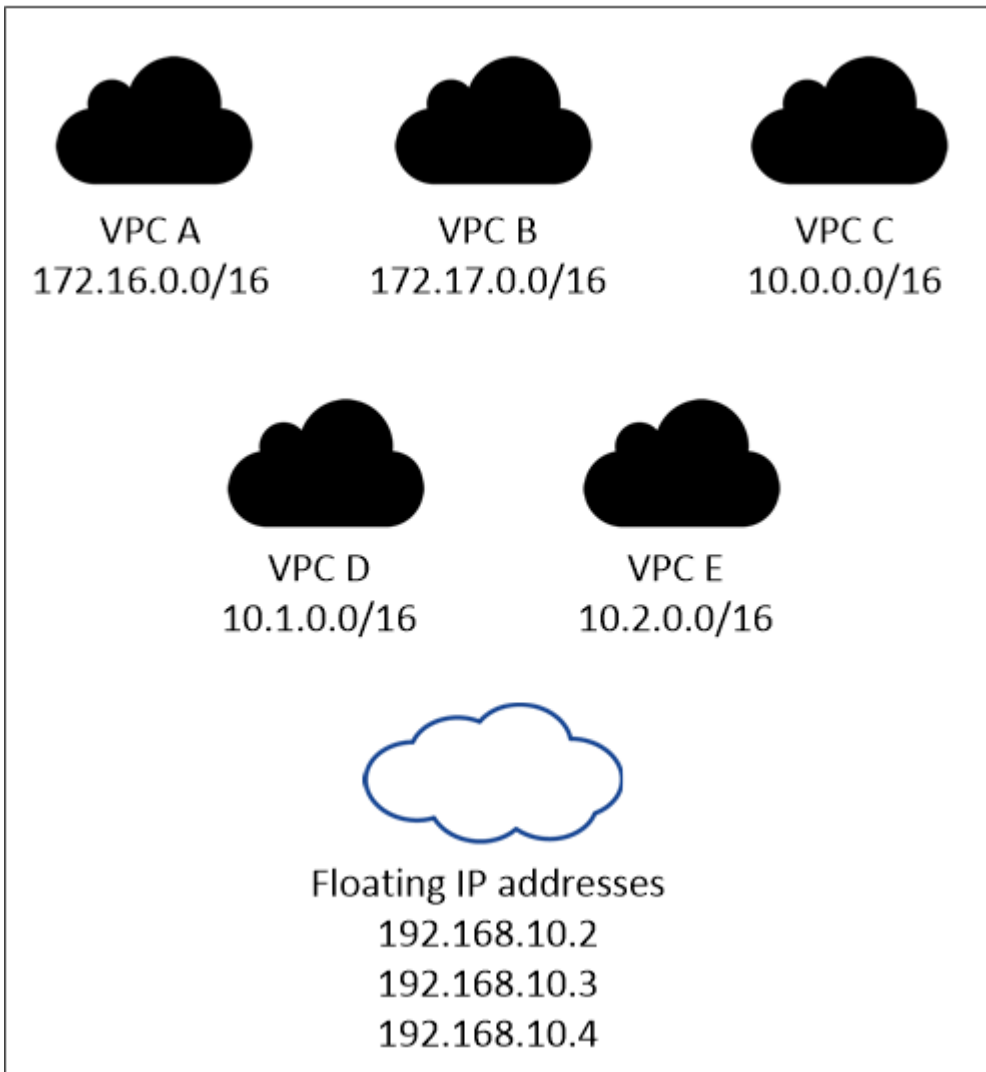 VPC A
172.16.0.0/16
VPC B
172.17.0.0/16
VPC C
10.0.0.0/16
VPC D
10.1.0.0/16
VPC E
10.2.0.0/16
Floating IP addresses
192.168.10.2
192.168.10.3
192.168.10.4